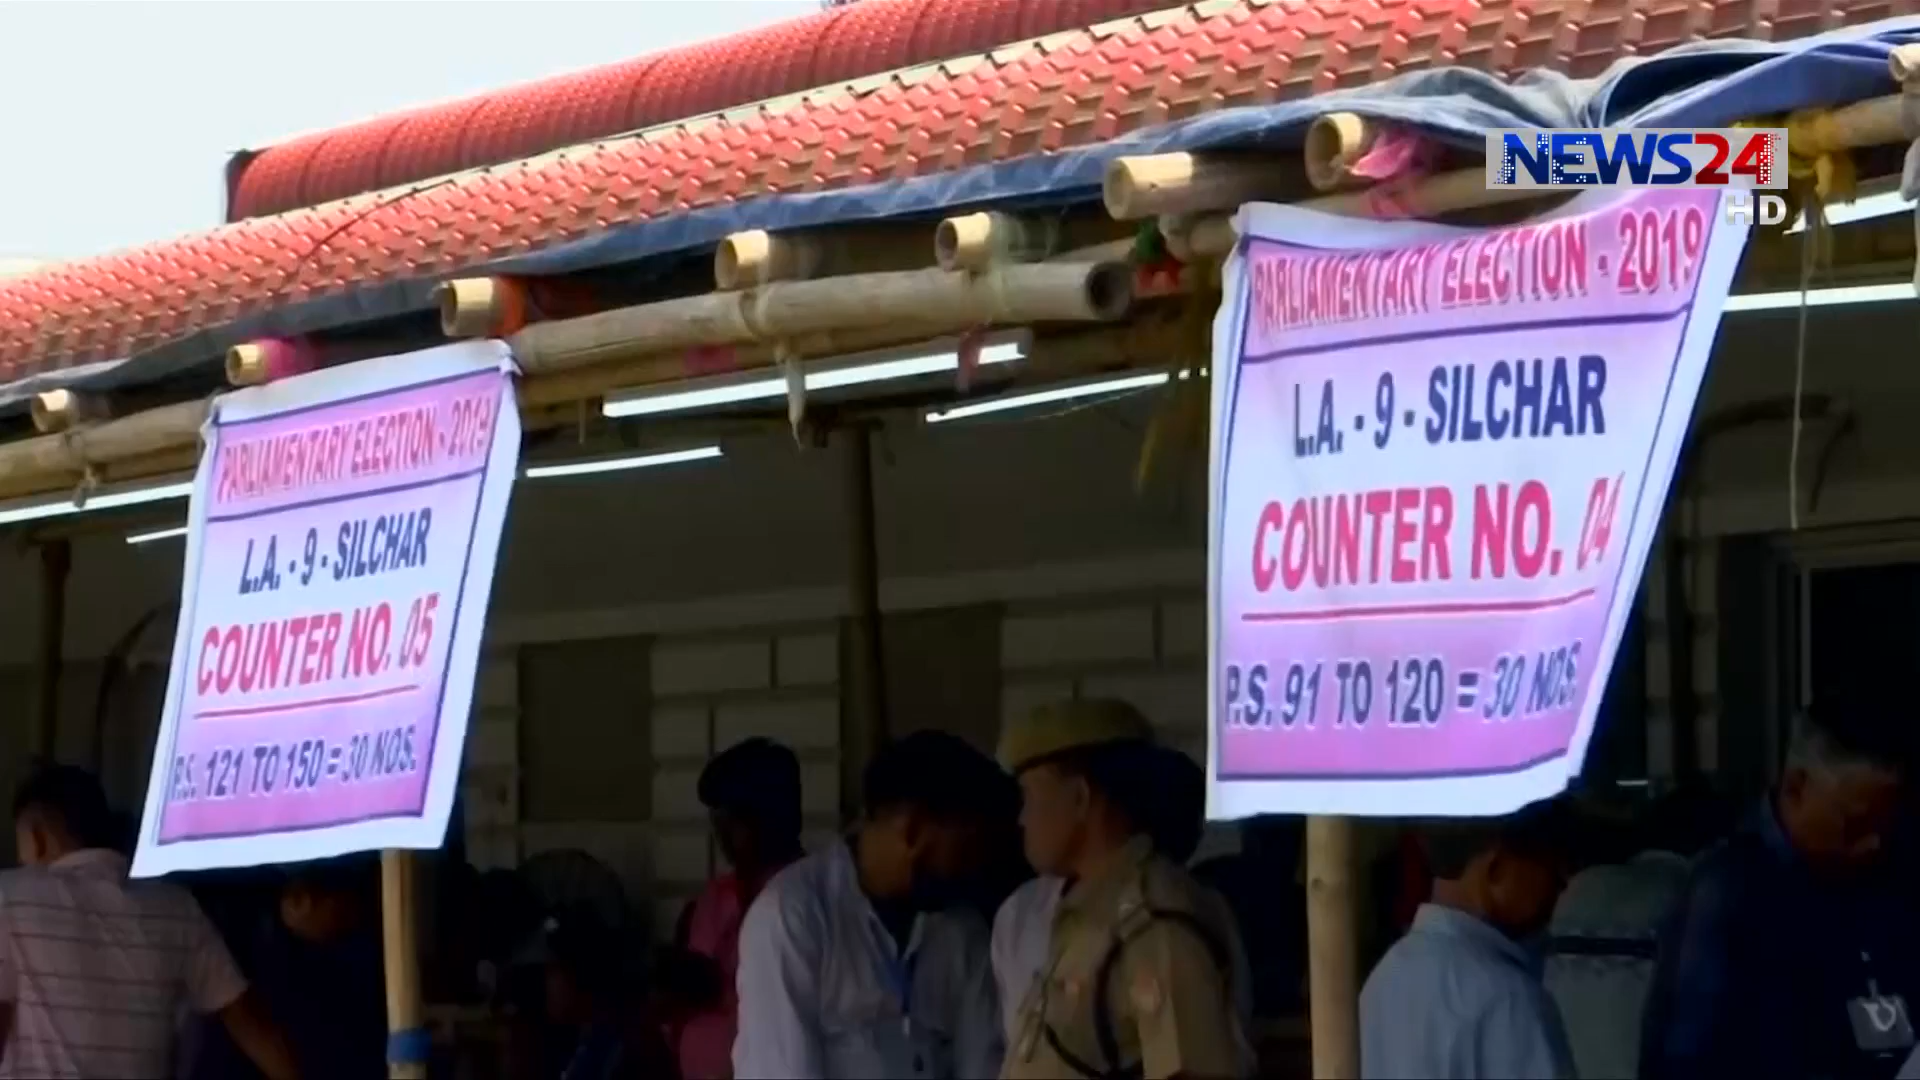 NEWS24
HD
PARLIAMENTARY ELECTION - 2019
L.A. - 9 - SILCHAR
COUNTER NO. 05
P.S. 121 TO 150 = 30 NOS.
PARLIAMENTARY ELECTION - 2019
L.A. - 9 - SILCHAR
COUNTER NO. 04
P.S. 91 TO 120 = 30 NOS.